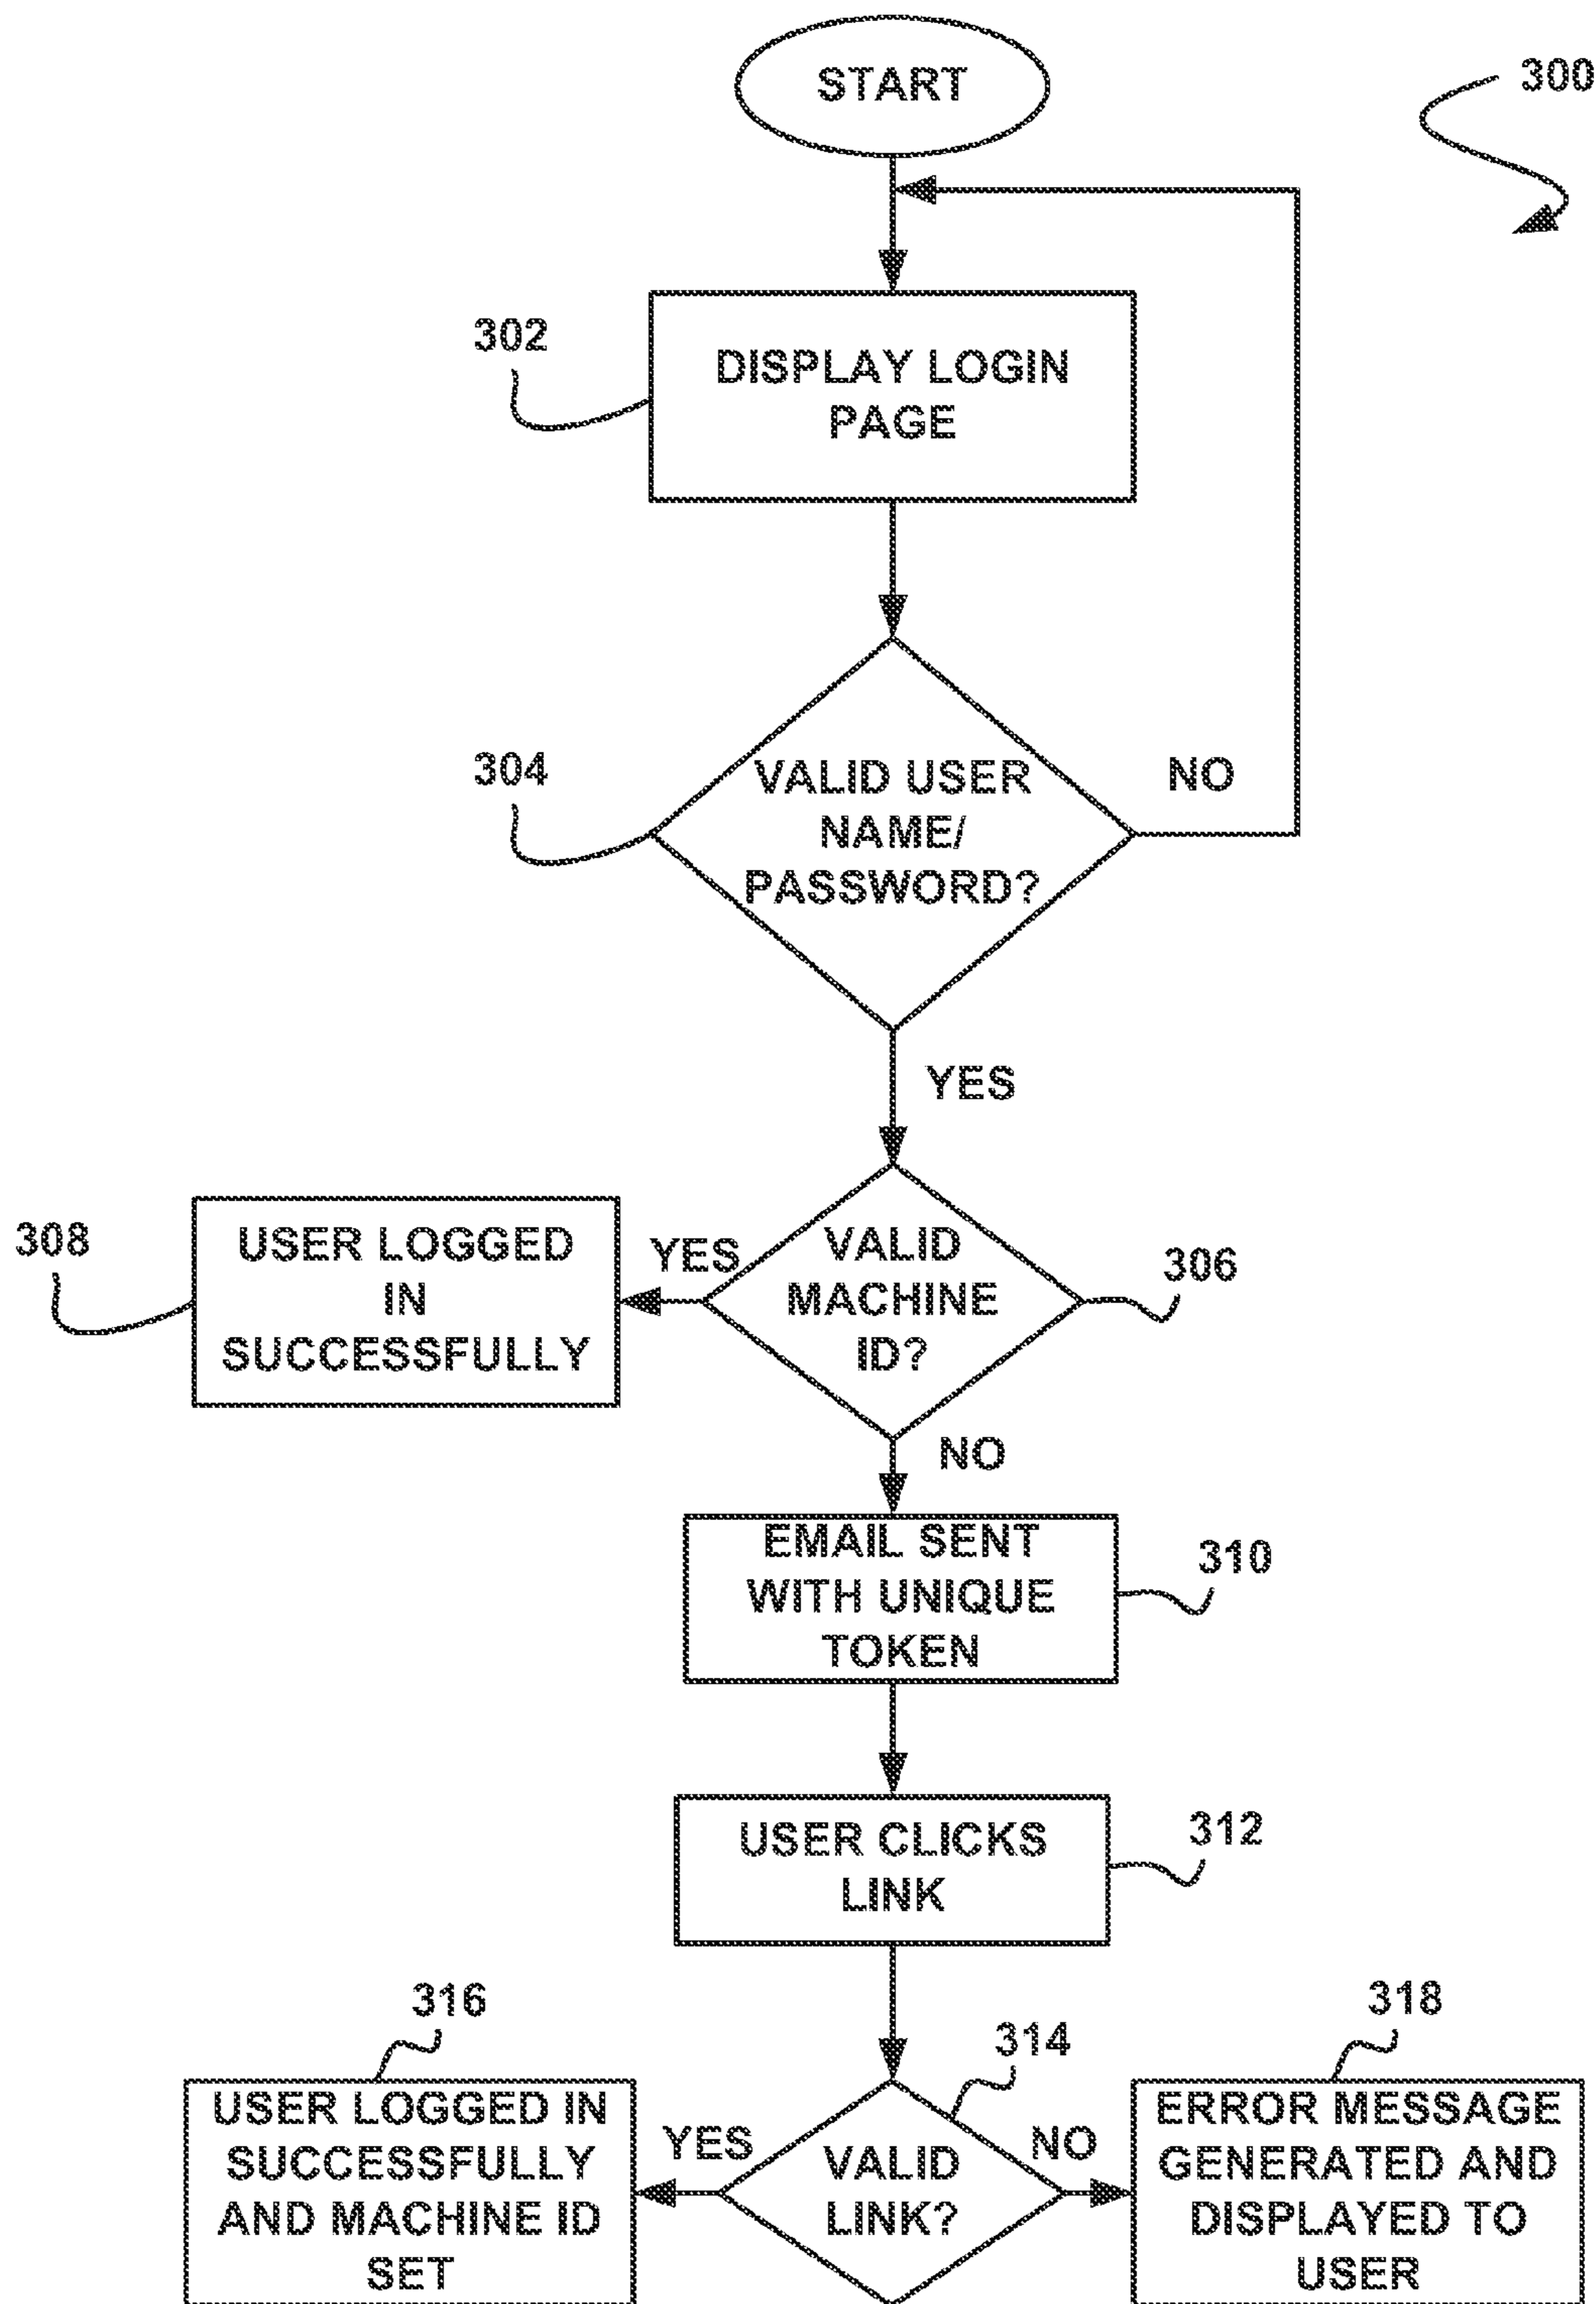 START
300
302
DISPLAY LOGIN
PAGE
304
VALID USER
NAME/
PASSWORD?
NO
YES
308
USER LOGGED
IN
SUCCESSFULLY
YES
VALID
MACHINE
ID?
306
NO
EMAIL SENT
WITH UNIQUE
TOKEN
310
USER CLICKS
LINK
312
316
USER LOGGED IN
SUCCESSFULLY
AND MACHINE ID
SET
YES
314
VALID
LINK?
NO
318
ERROR MESSAGE
GENERATED AND
DISPLAYED TO
USER